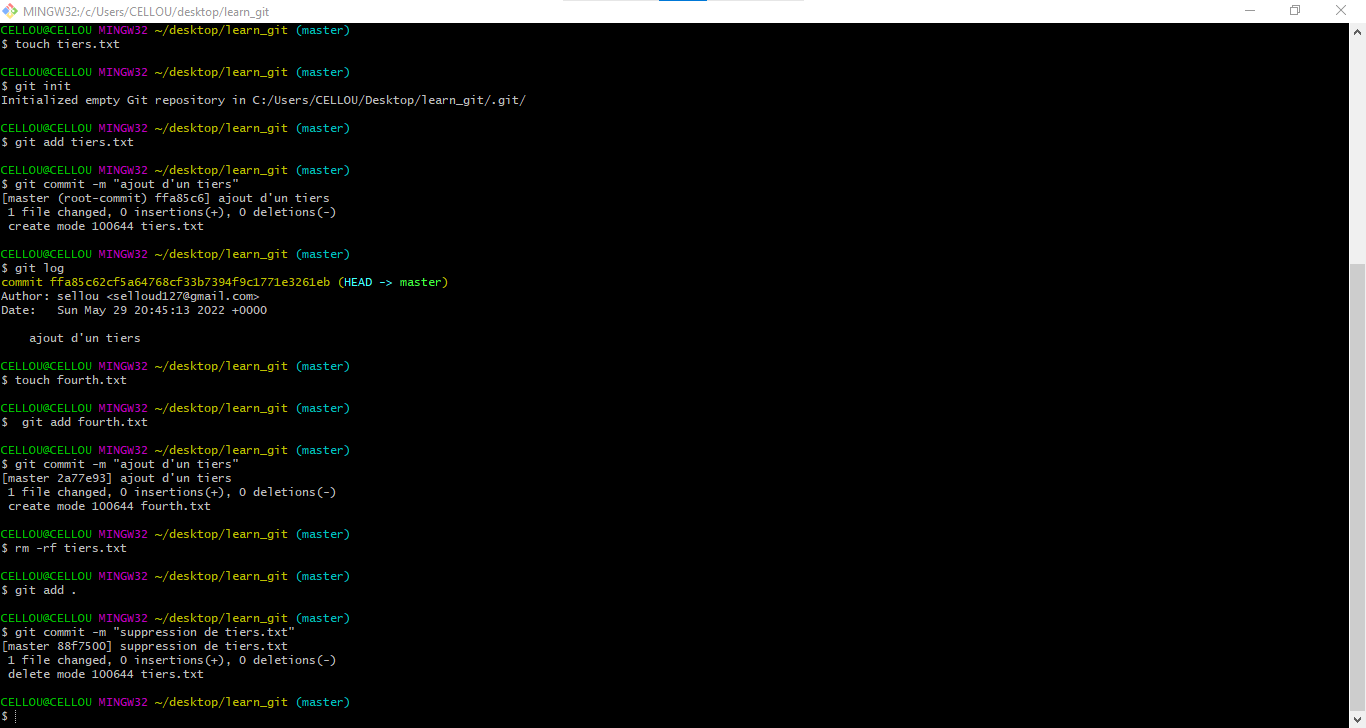 MINGW32:/c/Users/CELLOU/desktop/learn_git
CELLOU@CELLOU MINGW32 ~/desktop/learn_git (master)
$ touch tiers.txt
CELLOU@CELLOU MINGW32 ~/desktop/learn_git (master)
$ git init
Initialized empty Git repository in C:/Users/CELLOU/Desktop/learn_git/.git/
CELLOU@CELLOU MINGW32 ~/desktop/learn_git (master)
$ git add tiers.txt
CELLOU@CELLOU MINGW32 ~/desktop/learn_git (master)
$ git commit -m "ajout d'un tiers"
[master (root-commit) ffa85c6] ajout d'un tiers
 1 file changed, 0 insertions(+), 0 deletions(-)
 create mode 100644 tiers.txt
CELLOU@CELLOU MINGW32 ~/desktop/learn_git (master)
$ git log
commit ffa85c62cf5a64768cf33b7394f9c1771e3261eb (HEAD -> master)
Author: sellou <selloud127@gmail.com>
Date:   Sun May 29 20:45:13 2022 +0000
    ajout d'un tiers
CELLOU@CELLOU MINGW32 ~/desktop/learn_git (master)
$ touch fourth.txt
CELLOU@CELLOU MINGW32 ~/desktop/learn_git (master)
$  git add fourth.txt
CELLOU@CELLOU MINGW32 ~/desktop/learn_git (master)
$ git commit -m "ajout d'un tiers"
[master 2a77e93] ajout d'un tiers
 1 file changed, 0 insertions(+), 0 deletions(-)
 create mode 100644 fourth.txt
CELLOU@CELLOU MINGW32 ~/desktop/learn_git (master)
$ rm -rf tiers.txt
CELLOU@CELLOU MINGW32 ~/desktop/learn_git (master)
$ git add .
CELLOU@CELLOU MINGW32 ~/desktop/learn_git (master)
$ git commit -m "suppression de tiers.txt"
[master 88f7500] suppression de tiers.txt
 1 file changed, 0 insertions(+), 0 deletions(-)
 delete mode 100644 tiers.txt
CELLOU@CELLOU MINGW32 ~/desktop/learn_git (master)
$